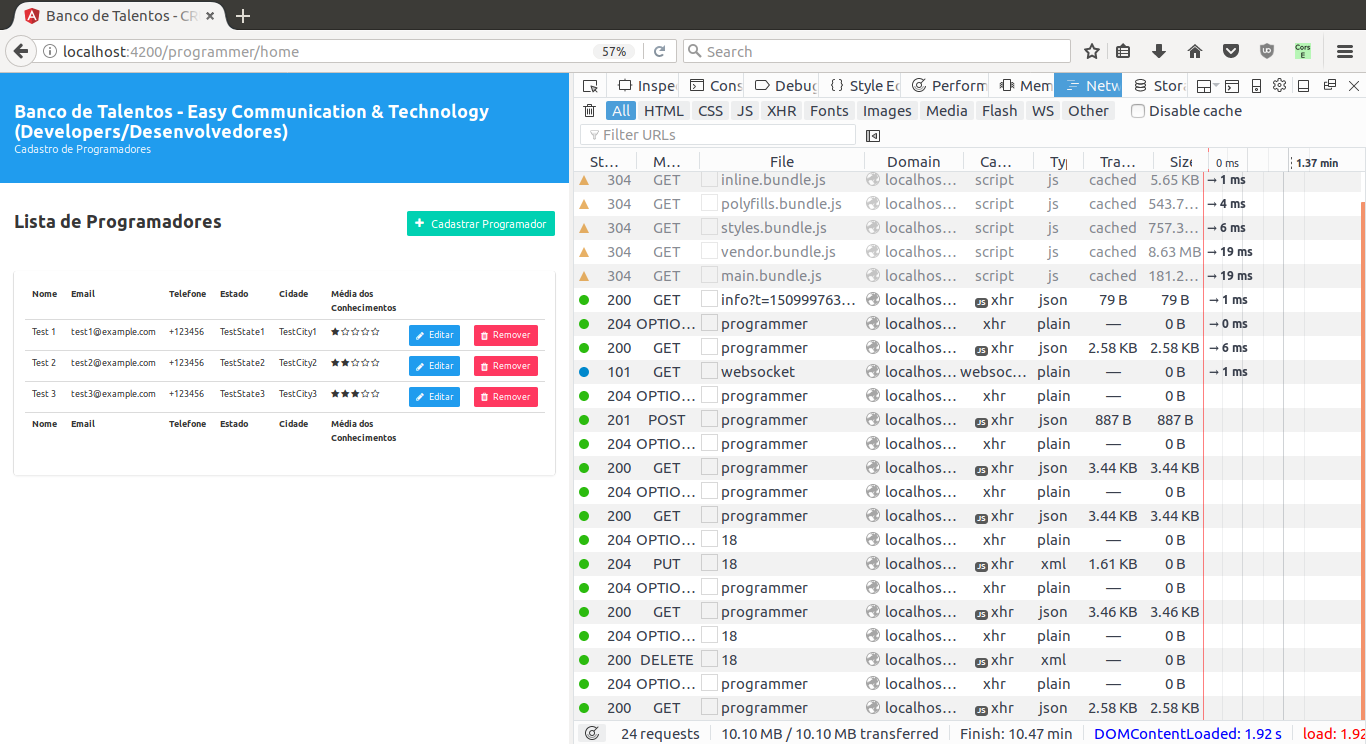 Banco de Talentos - CR
localhost:4200/programmer/home
57%
Search
Cors E
Banco de Talentos - Easy Communication & Technology
(Developers/Desenvolvedores)
Cadastro de Programadores
Lista de Programadores
Cadastrar Programador
Nome Email Telefone Estado Cidade Média dos
Conhecimentos
Test 1 test1@example.com +123456 TestState1 TestCity1 Editar Remover
Test 2 test2@example.com +123456 TestState2 TestCity2 Editar Remover
Test 3 test3@example.com +123456 TestState3 TestCity3 Editar Remover
Nome Email Telefone Estado Cidade Média dos
Conhecimentos
Inspe Cons Debug Style E Perform Mem Netw Stor
All HTML CSS JS XHR Fonts Images Media Flash WS Other Disable cache
Filter URLs
St… M… File Domain Ca… Typ Tra… Size 0 ms 1.37 min
304 GET inline.bundle.js localhos… script js cached 5.65 KB → 1 ms
304 GET polyfills.bundle.js localhos… script js cached 543.7… → 4 ms
304 GET styles.bundle.js localhos… script js cached 757.3… → 6 ms
304 GET vendor.bundle.js localhos… script js cached 8.63 MB → 19 ms
304 GET main.bundle.js localhos… script js cached 181.2… → 19 ms
200 GET info?t=150999763… localhos… JS xhr json 79 B 79 B → 1 ms
204 OPTIO… programmer localhos… xhr plain — 0 B → 0 ms
200 GET programmer localhos… JS xhr json 2.58 KB 2.58 KB → 6 ms
101 GET websocket localhos… websoc… plain — 0 B → 1 ms
204 OPTIO… programmer localhos… xhr plain — 0 B
201 POST programmer localhos… JS xhr json 887 B 887 B
204 OPTIO… programmer localhos… xhr plain — 0 B
200 GET programmer localhos… JS xhr json 3.44 KB 3.44 KB
204 OPTIO… programmer localhos… xhr plain — 0 B
200 GET programmer localhos… JS xhr json 3.44 KB 3.44 KB
204 OPTIO… 18 localhos… xhr plain — 0 B
204 PUT 18 localhos… JS xhr xml 1.61 KB 0 B
204 OPTIO… programmer localhos… xhr plain — 0 B
200 GET programmer localhos… JS xhr json 3.46 KB 3.46 KB
204 OPTIO… 18 localhos… xhr plain — 0 B
200 DELETE 18 localhos… JS xhr xml — 0 B
204 OPTIO… programmer localhos… xhr plain — 0 B
200 GET programmer localhos… JS xhr json 2.58 KB 2.58 KB
24 requests 10.10 MB / 10.10 MB transferred Finish: 10.47 min DOMContentLoaded: 1.92 s load: 1.92